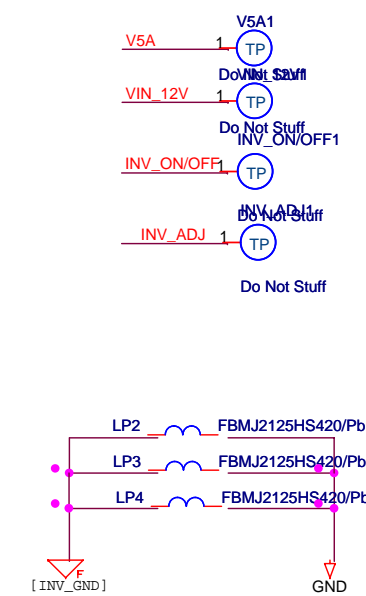 V5A1
V5A 1 TP
Do Not Stuff
VIN_12V1
VIN_12V 1 TP
Do Not Stuff
INV_ON/OFF1
INV_ON/OFF 1 TP
Do Not Stuff
INV_ADJ1
INV_ADJ 1 TP
Do Not Stuff
LP2 FBMJ2125HS420/Pb
LP3 FBMJ2125HS420/Pb
LP4 FBMJ2125HS420/Pb
F
[INV_GND]
GND